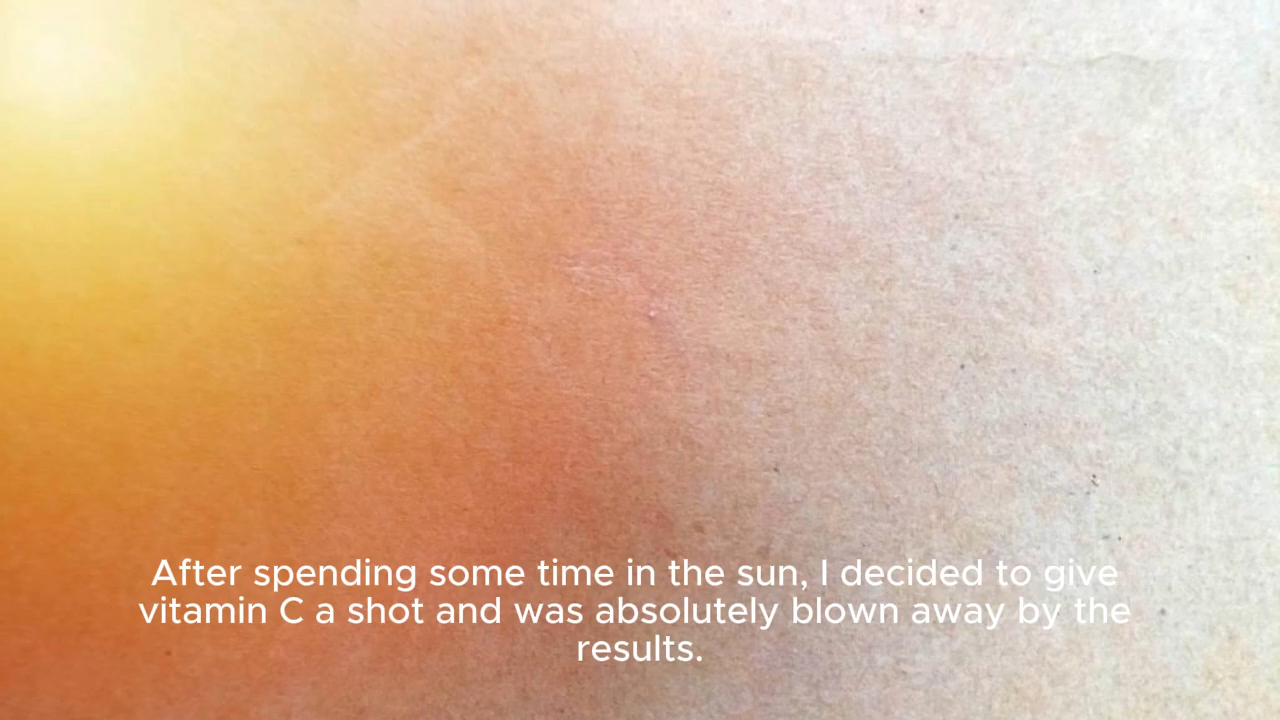 After spending some time in the sun, I decided to give
vitamin C a shot and was absolutely blown away by the
results.